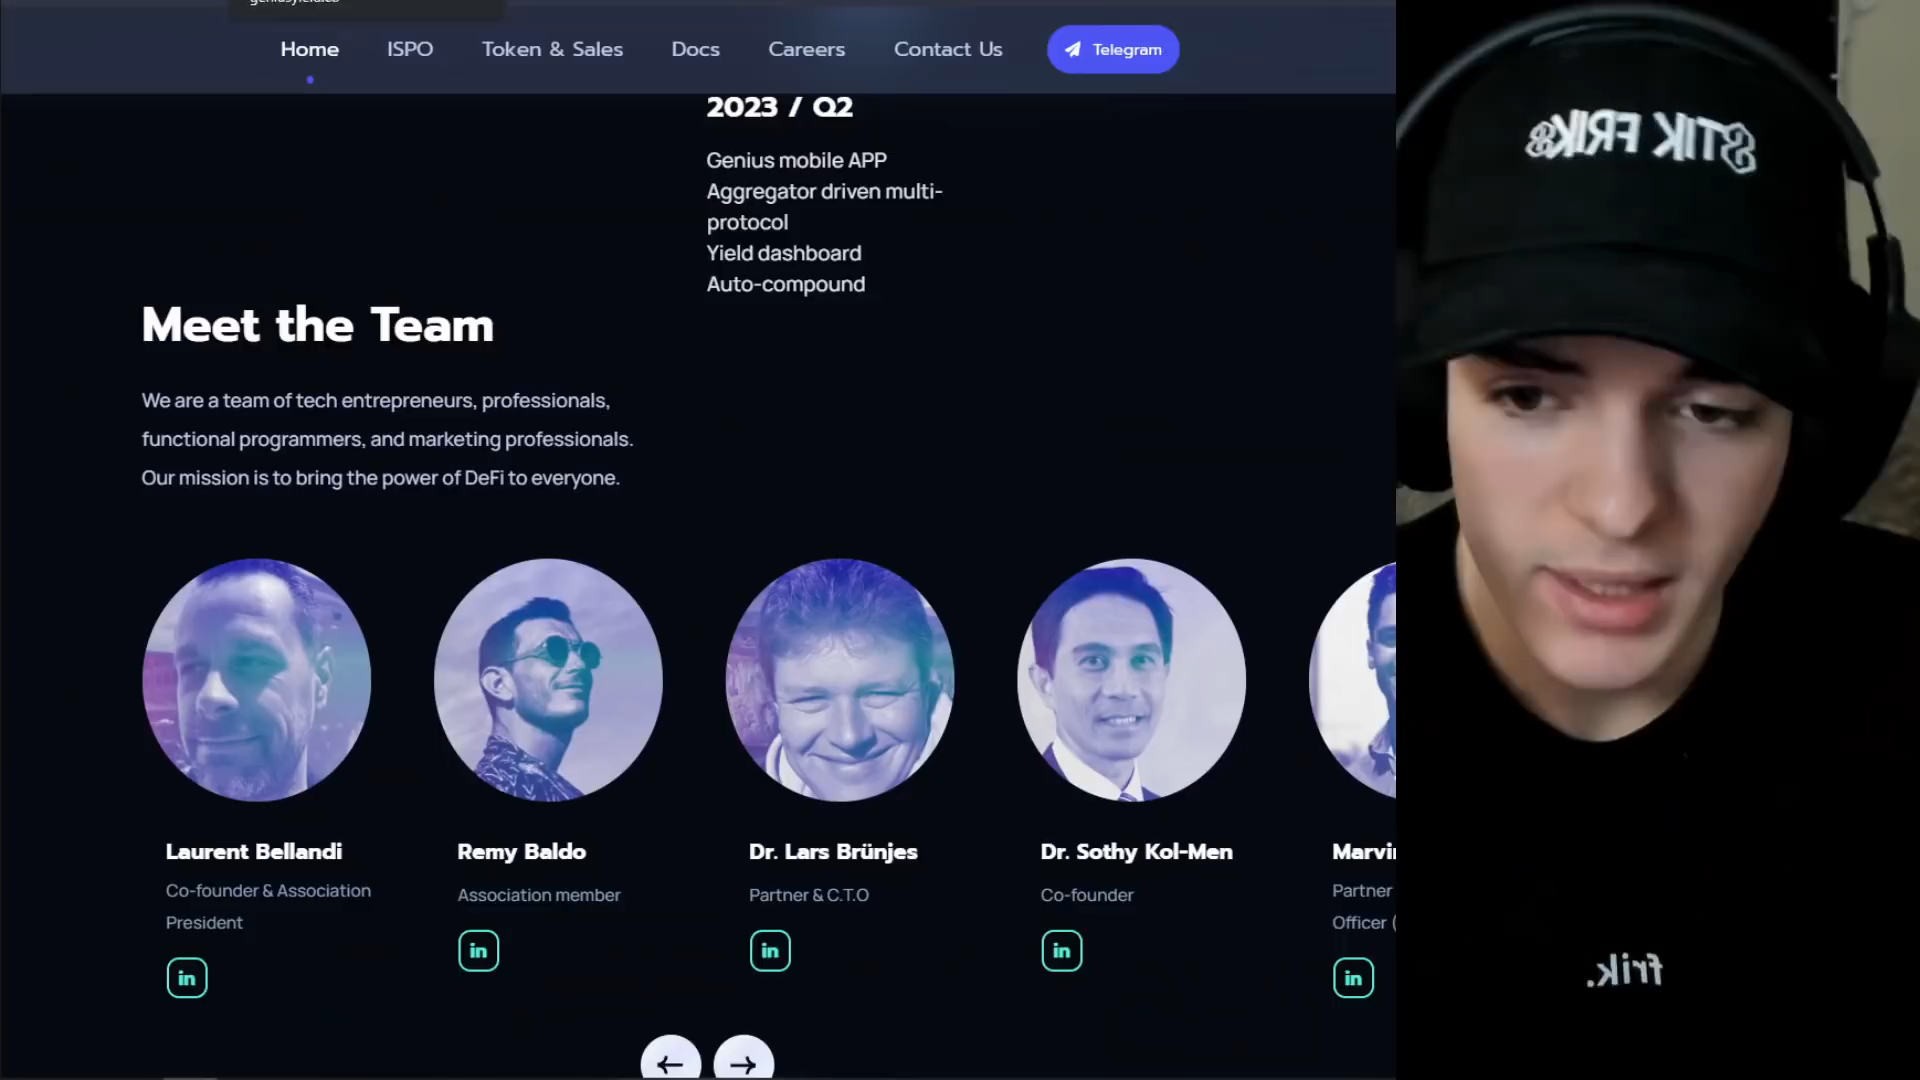 Home
ISPO
Token & Sales
Docs
Careers
Contact Us
Telegram
2023 / Q2
Genius mobile APP
Aggregator driven multi-
protocol
Yield dashboard
Auto-compound
Meet the Team
We are a team of tech entrepreneurs, professionals,
functional programmers, and marketing professionals.
Our mission is to bring the power of DeFi to everyone.
Laurent Bellandi
Co-founder & Association
President
in
Remy Baldo
Association member
in
Dr. Lars Brünjes
Partner & C.T.O
in
Dr. Sothy Kol-Men
Co-founder
in
Partner
Officer (
in
STIK FRIKS
frik.